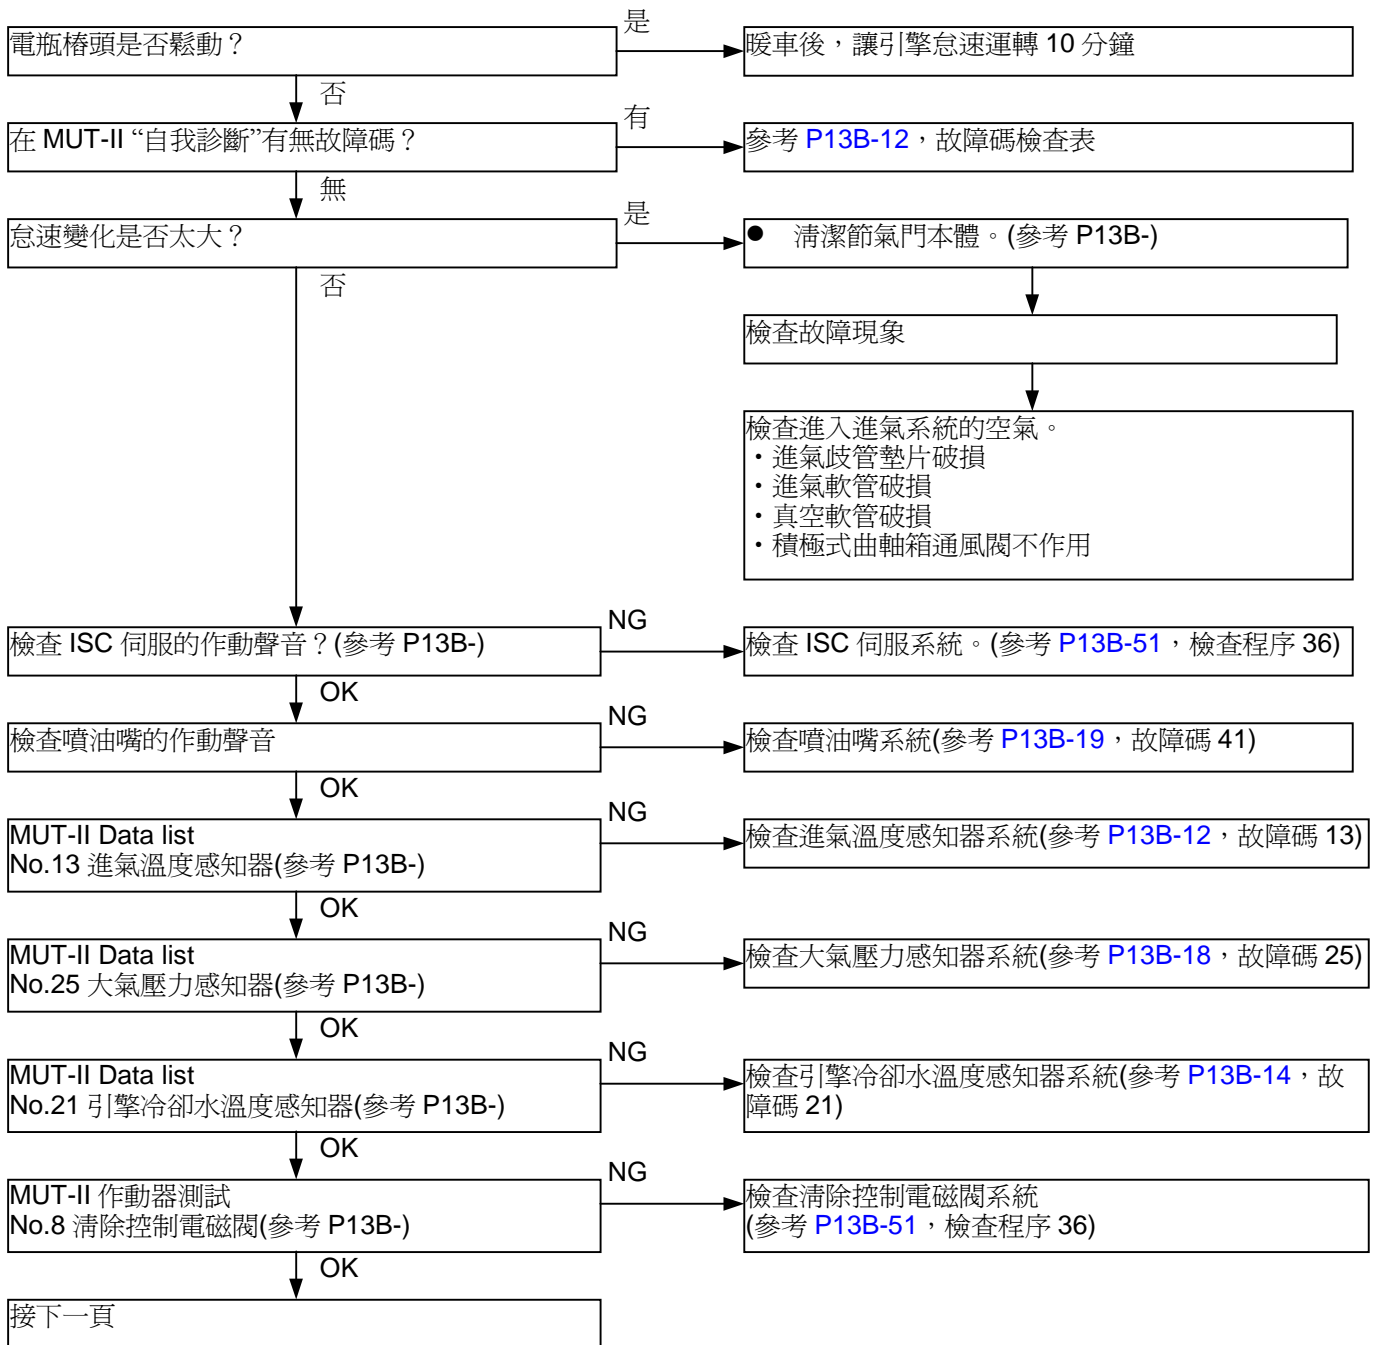 電瓶樁頭是否鬆動？
是
暖車後，讓引擎怠速運轉 10 分鐘
否
在 MUT-II “自我診斷”有無故障碼？
有
參考 P13B-12，故障碼檢查表
無
怠速變化是否太大？
是
● 清潔節氣門本體。(參考 P13B-)
否
檢查故障現象
檢查進入進氣系統的空氣。
・進氣歧管墊片破損
・進氣軟管破損
・真空軟管破損
・積極式曲軸箱通風閥不作用
檢查 ISC 伺服的作動聲音？(參考 P13B-)
NG
檢查 ISC 伺服系統。(參考 P13B-51，檢查程序 36)
OK
檢查噴油嘴的作動聲音
NG
檢查噴油嘴系統(參考 P13B-19，故障碼 41)
OK
MUT-II Data list
No.13 進氣溫度感知器(參考 P13B-)
NG
檢查進氣溫度感知器系統(參考 P13B-12，故障碼 13)
OK
MUT-II Data list
No.25 大氣壓力感知器(參考 P13B-)
NG
檢查大氣壓力感知器系統(參考 P13B-18，故障碼 25)
OK
MUT-II Data list
No.21 引擎冷卻水溫度感知器(參考 P13B-)
NG
檢查引擎冷卻水溫度感知器系統(參考 P13B-14，故
障碼 21)
OK
MUT-II 作動器測試
No.8 清除控制電磁閥(參考 P13B-)
NG
檢查清除控制電磁閥系統
(參考 P13B-51，檢查程序 36)
OK
接下一頁